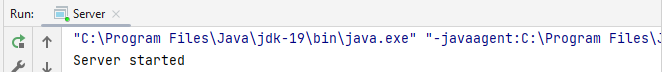 Run: Server
"C:\Program Files\Java\jdk-19\bin\java.exe" "-javaagent:C:\Program Files\J
Server started